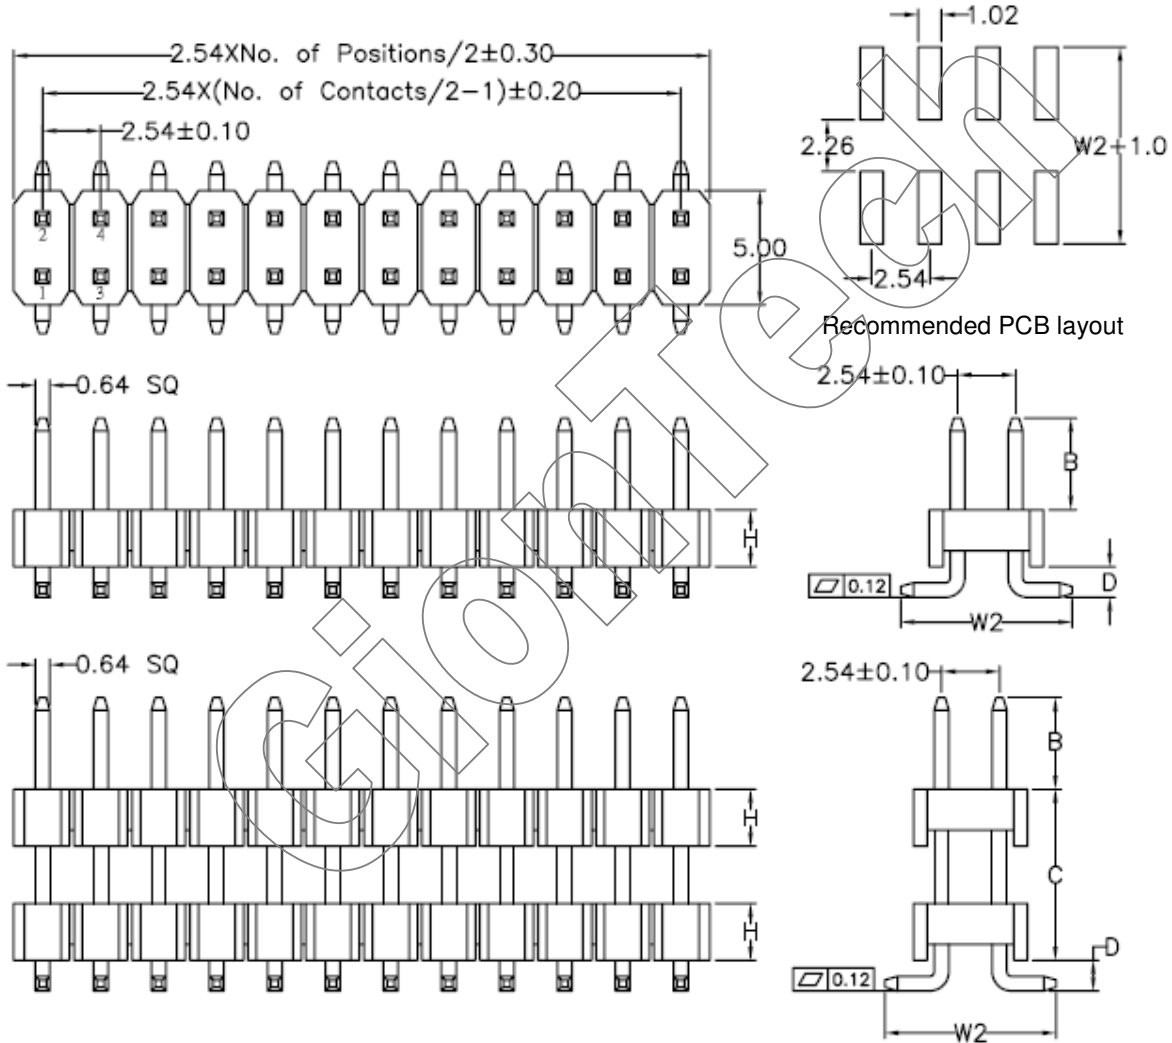 1.02
2.54XNo. of Positions/2±0.30
2.54X(No. of Contacts/2-1)±0.20
2.54±0.10
2.26
W2+1.0
2 4
1 3
5.00
2.54
Recommended PCB layout
0.64 SQ
2.54±0.10
B
H
0.12
D
W2
0.64 SQ
2.54±0.10
B
H
C
H
D
0.12
W2
GionTech